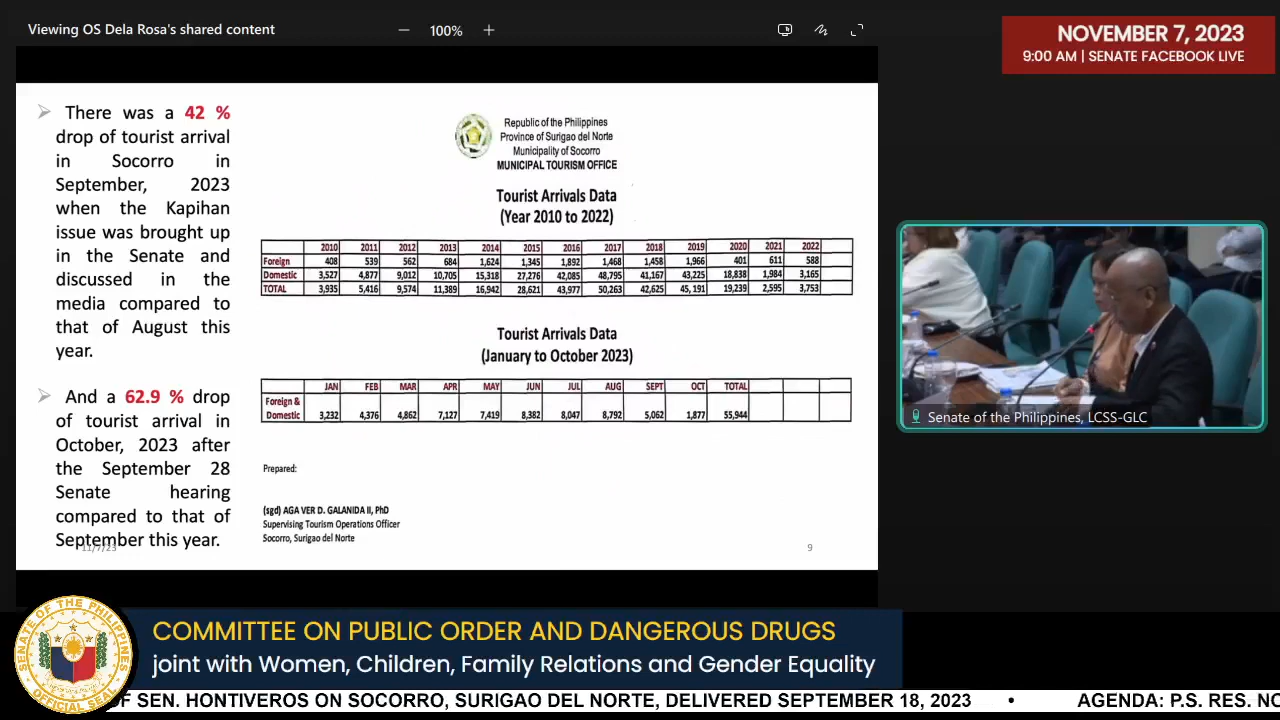 Viewing OS Dela Rosa's shared content
100%
NOVEMBER 7, 2023
9:00 AM | SENATE FACEBOOK LIVE
There was a 42 %
drop of tourist arrival
in Socorro in
September, 2023
when the Kapihan
issue was brought up
in the Senate and
discussed in the
media compared to
that of August this
year.
And a 62.9 % drop
of tourist arrival in
October, 2023 after
the September 28
Senate hearing
compared to that of
September this year.
11/7/23
Republic of the Philippines
Province of Surigao del Norte
Municipality of Socorro
MUNICIPAL TOURISM OFFICE
Tourist Arrivals Data
(Year 2010 to 2022)
2010 2011 2012 2013 2014 2015 2016 2017 2018 2019 2020 2021 2022
Foreign 408 539 562 684 1,624 1,345 1,892 1,468 1,458 1,966 401 611 588
Domestic 3,527 4,877 9,012 10,705 15,318 27,276 42,085 48,795 41,167 43,225 18,838 1,984 3,165
TOTAL 3,935 5,416 9,574 11,389 16,942 28,621 43,977 50,263 42,625 45,191 19,239 2,595 3,753
Tourist Arrivals Data
(January to October 2023)
JAN FEB MAR APR MAY JUN JUL AUG SEPT OCT TOTAL
Foreign &
Domestic 3,232 4,376 4,862 7,127 7,419 8,382 8,047 8,792 5,062 1,877 55,944
Prepared:
(sgd) AGA VER D. GALANIDA II, PhD
Supervising Tourism Operations Officer
Socorro, Surigao del Norte
9
Senate of the Philippines, LCSS-GLC
SENATE OF THE PHILIPPINES
OFFICIAL SEAL
COMMITTEE ON PUBLIC ORDER AND DANGEROUS DRUGS
joint with Women, Children, Family Relations and Gender Equality
OF SEN. HONTIVEROS ON SOCORRO, SURIGAO DEL NORTE, DELIVERED SEPTEMBER 18, 2023 • AGENDA: P.S. RES. NO